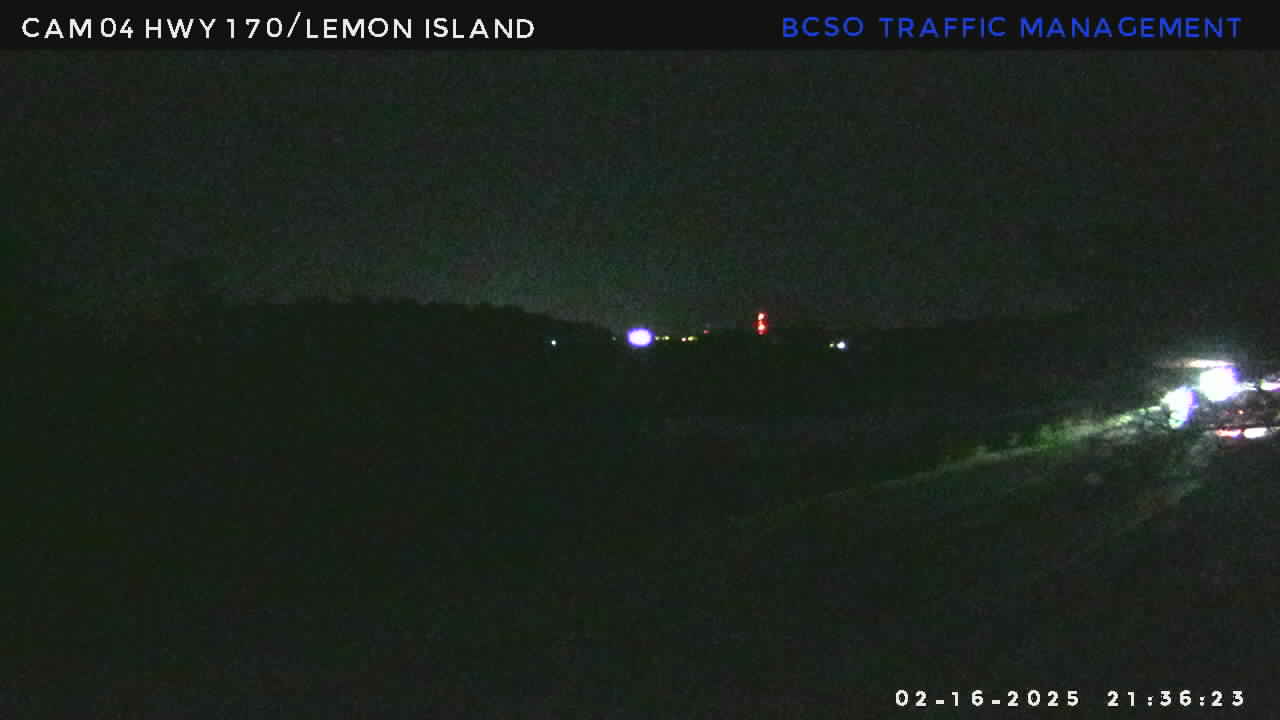 CAM04 HWY 170/LEMON ISLAND
BCSO TRAFFIC MANAGEMENT
02-16-2025 21:36:23